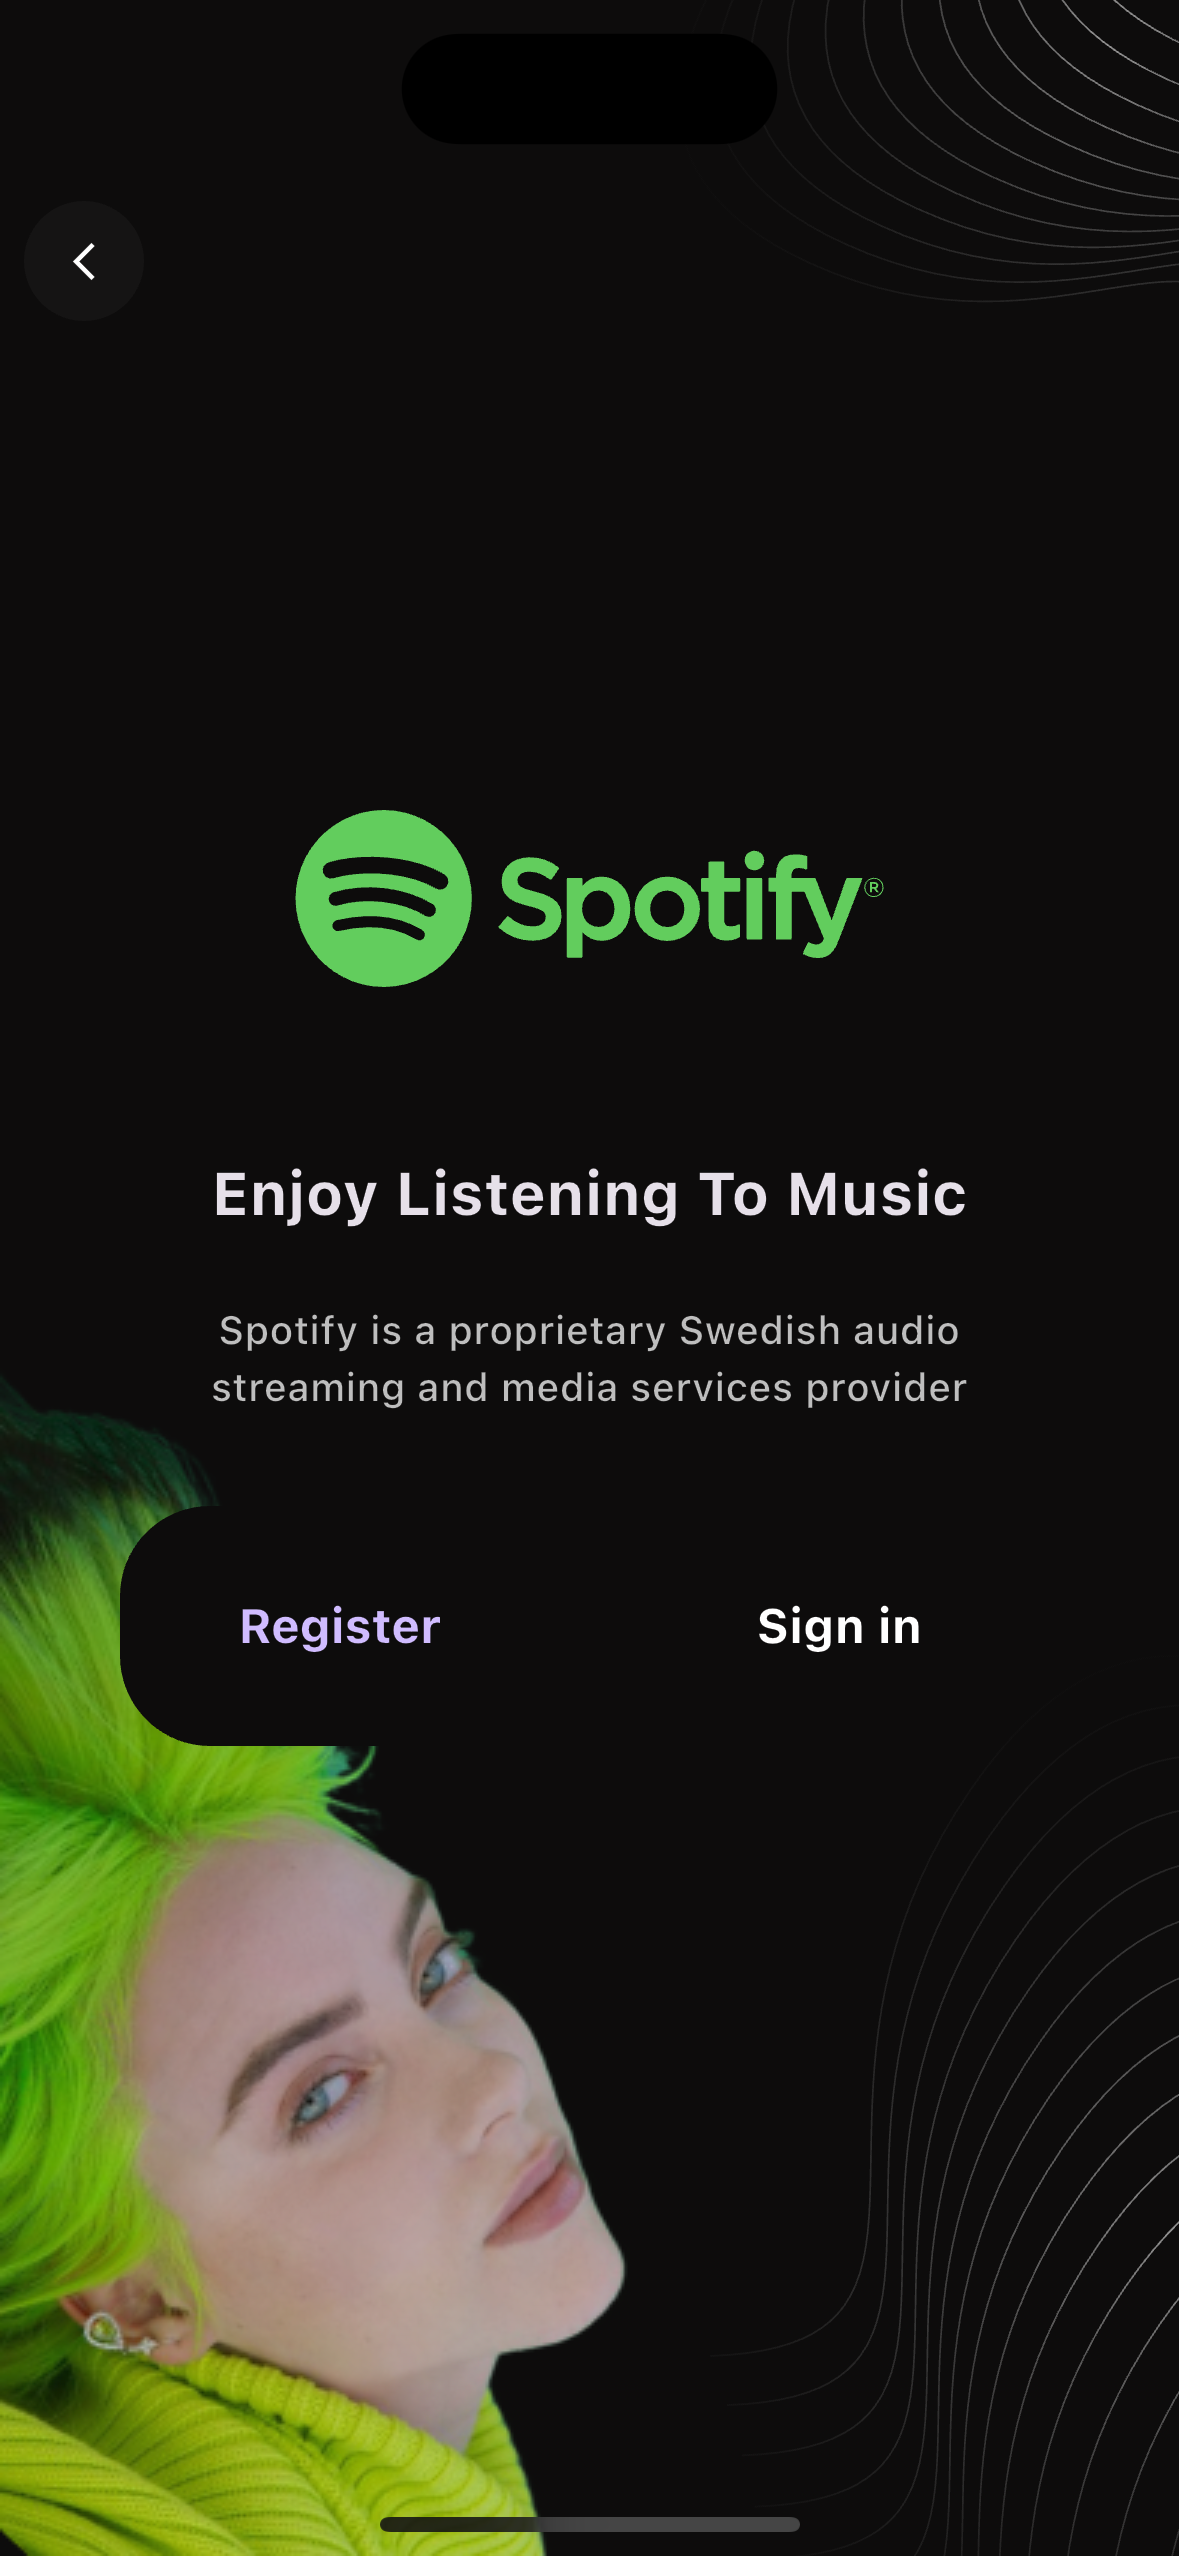 Spotify®
Enjoy Listening To Music
Spotify is a proprietary Swedish audio
streaming and media services provider
Register Sign in